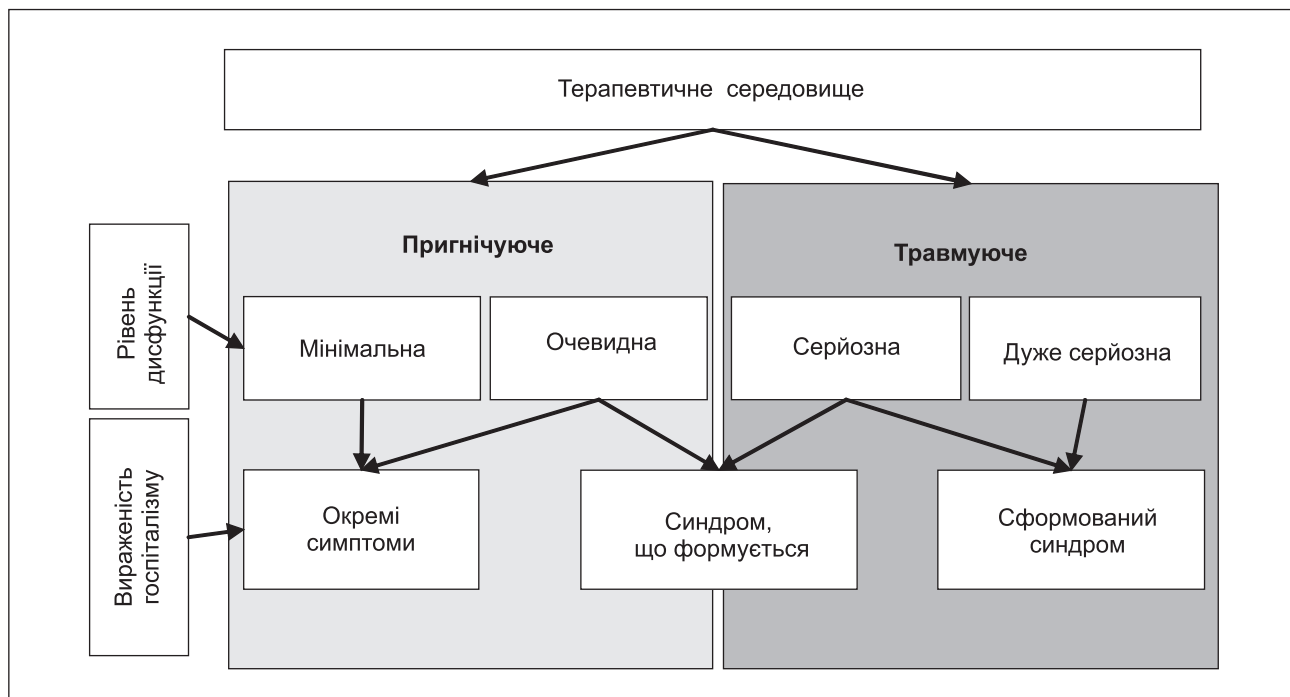 Терапевтичне середовище
Пригнічуюче
Травмуюче
Рівень
дисфункції
Мінімальна
Очевидна
Серйозна
Дуже серйозна
Вираженість
госпіталізму
Окремі
симптоми
Синдром,
що формується
Сформований
синдром